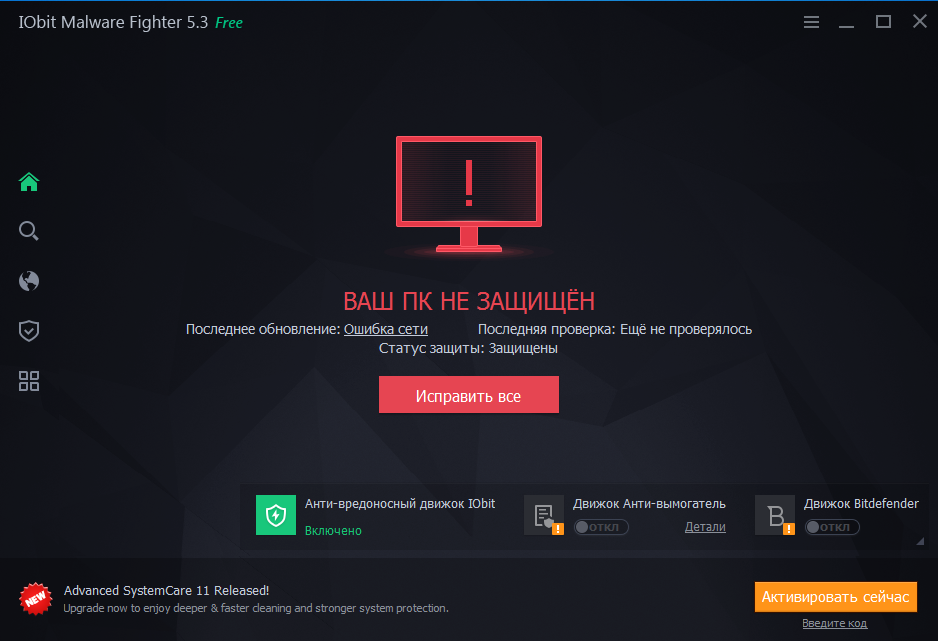 IObit Malware Fighter 5.3 Free
!
ВАШ ПК НЕ ЗАЩИЩЁН
Последнее обновление: Ошибка сети Последняя проверка: Ещё не проверялось
Статус защиты: Защищены
Исправить все
Анти-вредоносный движок IObit
Включено
Движок Анти-вымогатель
ОТКЛ Детали
Движок Bitdefender
ОТКЛ
NEW
Advanced SystemCare 11 Released!
Upgrade now to enjoy deeper & faster cleaning and stronger system protection.
Активировать сейчас
Введите код